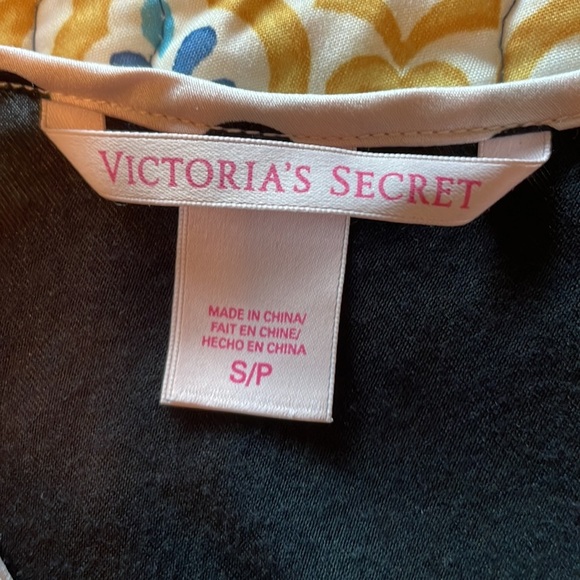 VICTORIA'S SECRET
MADE IN CHINA/
FAIT EN CHINE/
HECHO EN CHINA
S/P